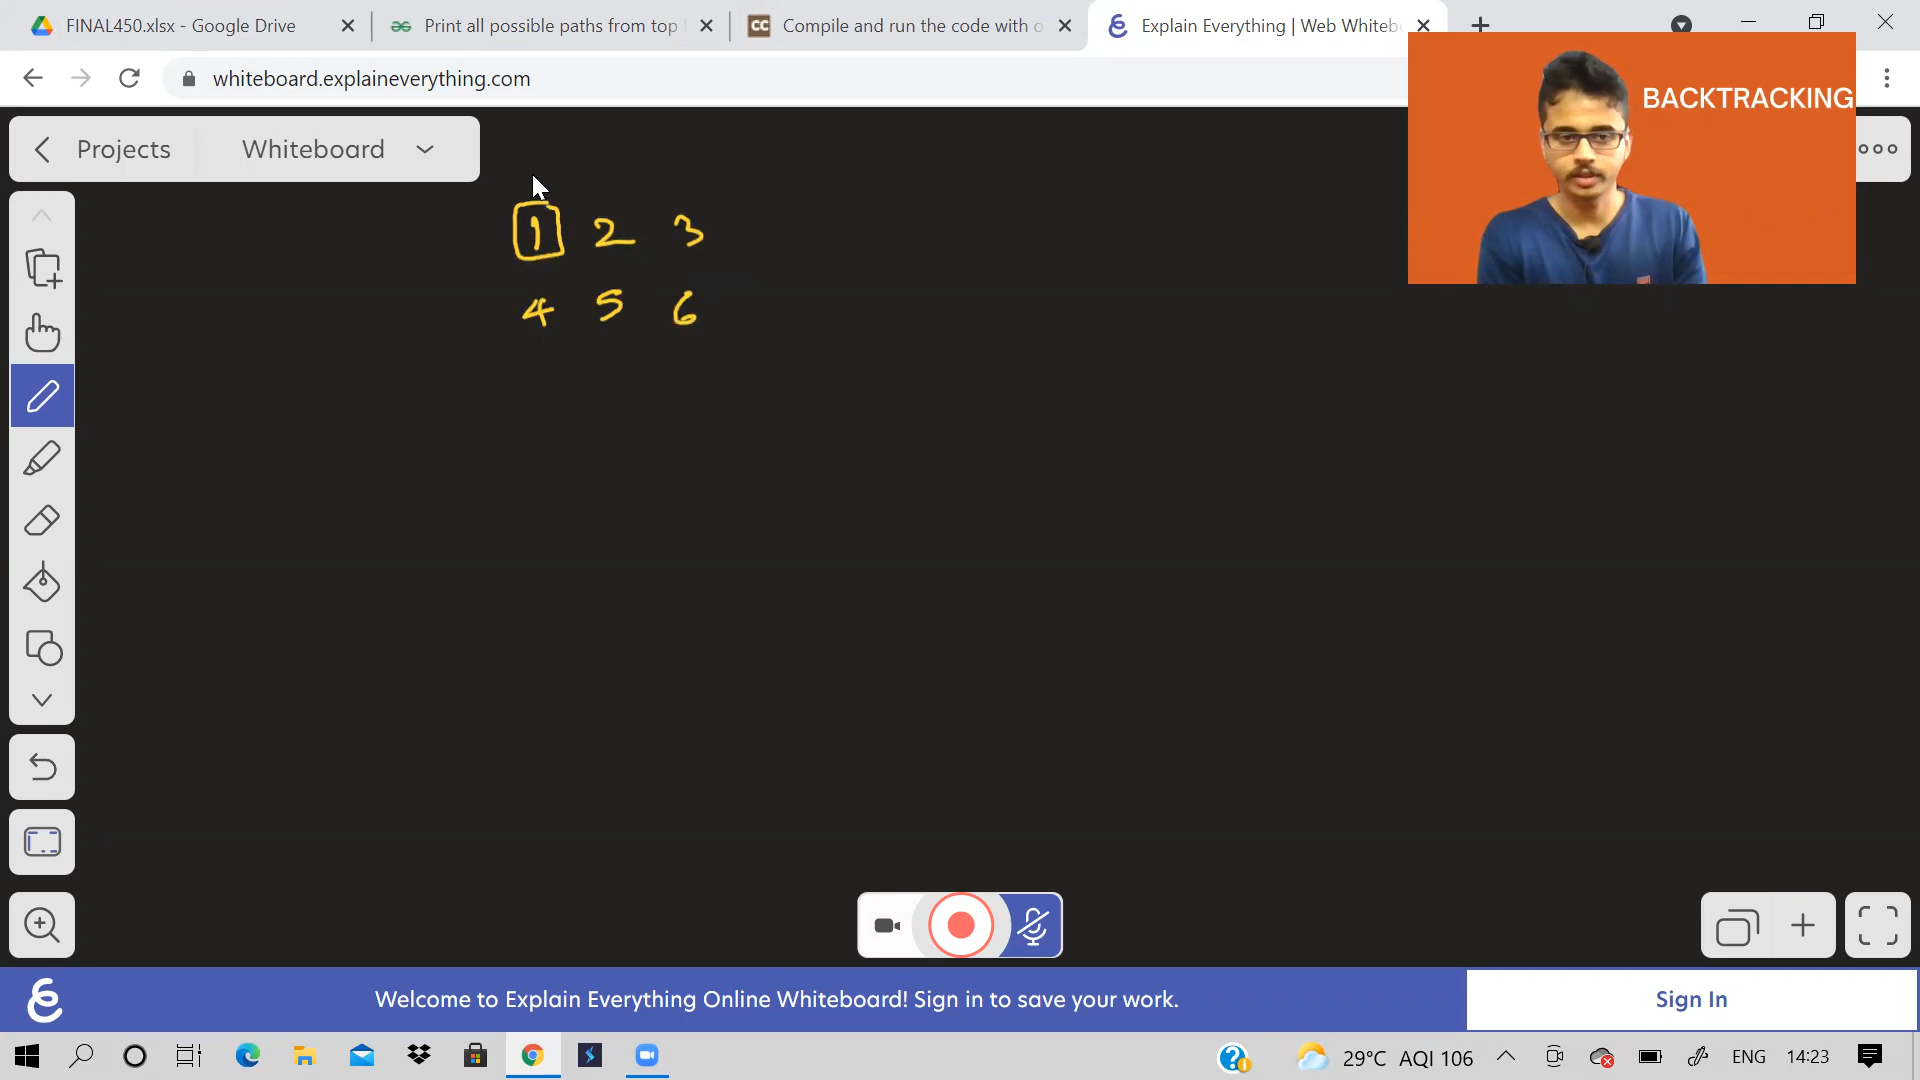 FINAL450.xlsx - Google Drive
Print all possible paths from top
CC Compile and run the code with o
Explain Everything | Web Whiteb
whiteboard.explaineverything.com
BACKTRACKING
Projects Whiteboard
1 2 3
4 5 6
Welcome to Explain Everything Online Whiteboard! Sign in to save your work.
Sign In
29°C AQI 106 ENG 14:23